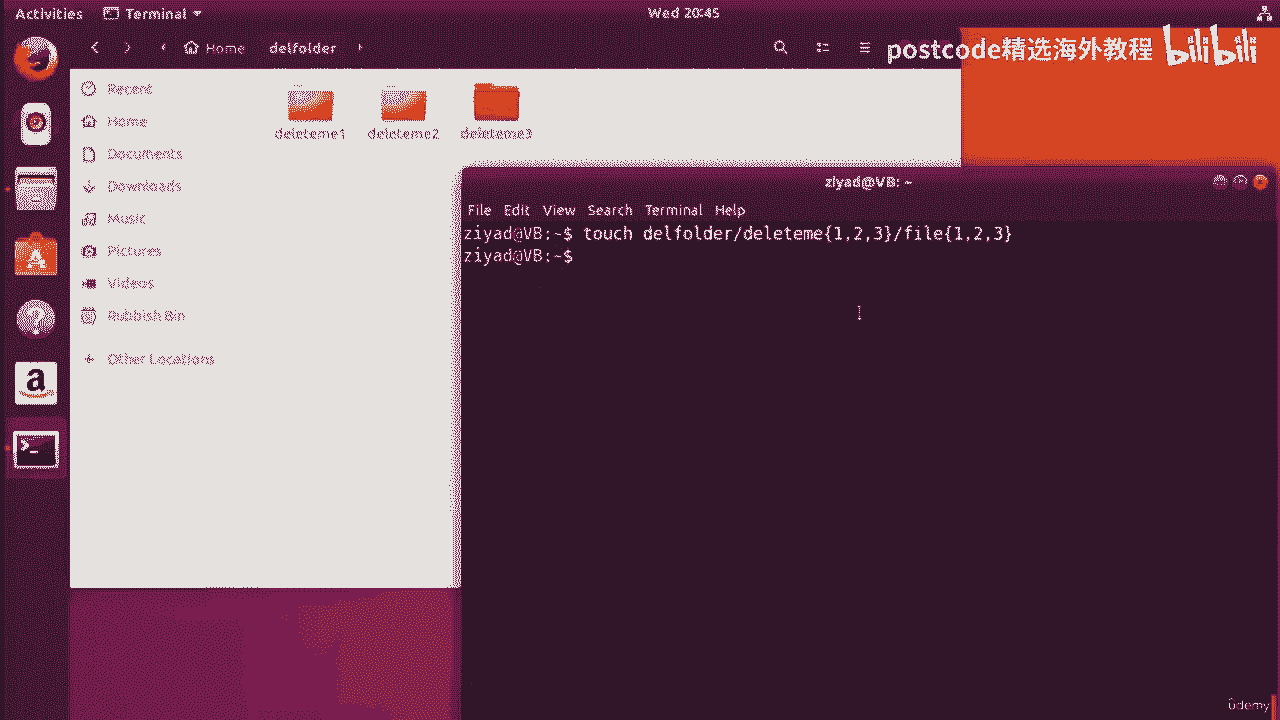 Activities Terminal Wed 20:45
Home delfolder
postcode精选海外教程 bilibili
Recent
Home
Documents
Downloads
Music
Pictures
Videos
Rubbish Bin
Other Locations
deleteme1 deleteme2 deleteme3
ziyad@VB: ~
File Edit View Search Terminal Help
ziyad@VB:~$ touch delfolder/deleteme{1,2,3}/file{1,2,3}
ziyad@VB:~$
a
ûdemy